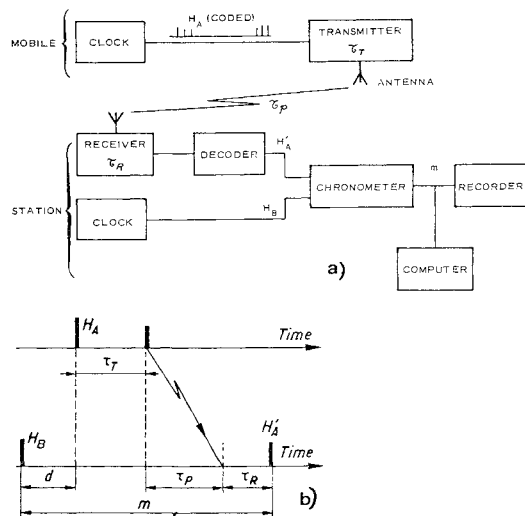 MOBILE
CLOCK
H_A (CODED)
TRANSMITTER
τ_T
ANTENNA
τ_P
STATION
RECEIVER
τ_R
DECODER
H'_A
CLOCK
H_B
CHRONOMETER
m
RECORDER
COMPUTER
a)
H_A
Time
τ_T
H_B
H'_A
Time
d
τ_P
τ_R
m
b)